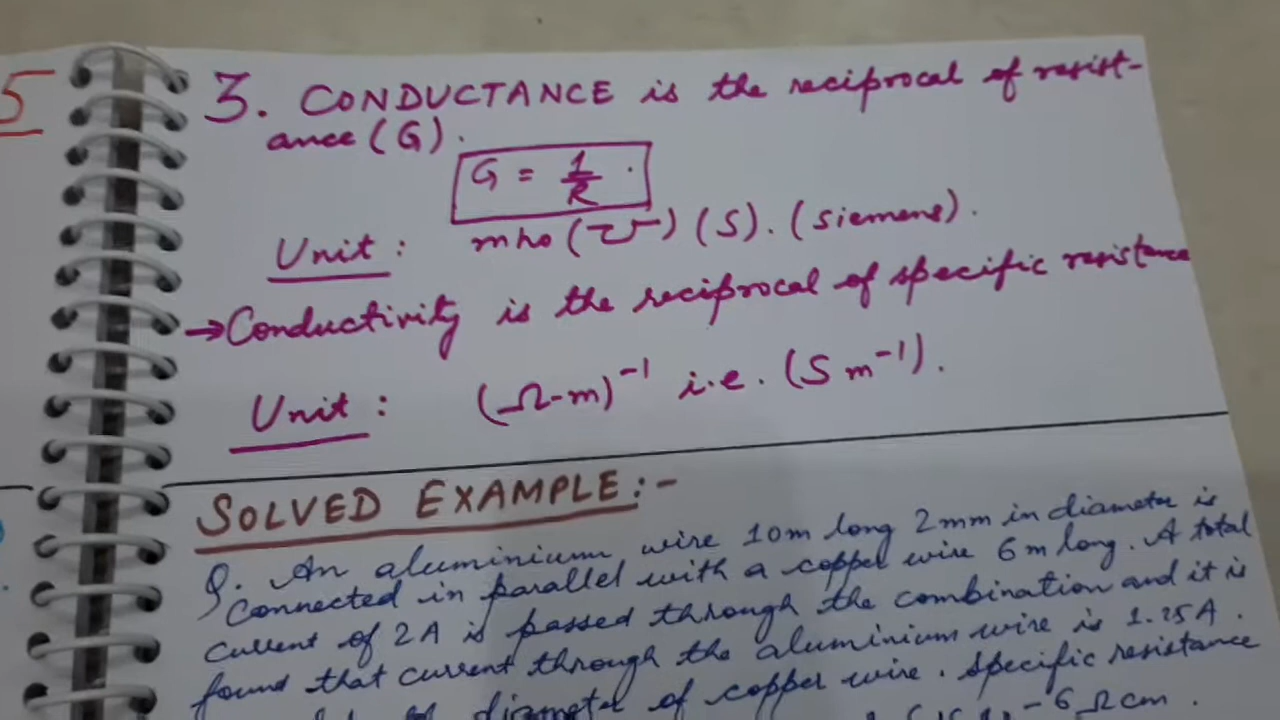 5
3. CONDUCTANCE is the reciprocal of resist-
ance (G).
G = 1/R.
Unit : mho (℧) (S). (Siemens).
→ Conductivity is the reciprocal of specific resistance
Unit : (Ω-m)⁻¹ i.e. (S m⁻¹).
SOLVED EXAMPLE:-
Q. An aluminium wire 10m long 2mm in diameter is
connected in parallel with a copper wire 6m long. A total
current of 2A is passed through the combination and it is
found that current through the aluminium wire is 1.25A.
diameter of copper wire. Specific resistance
⁻⁶ Ωcm.